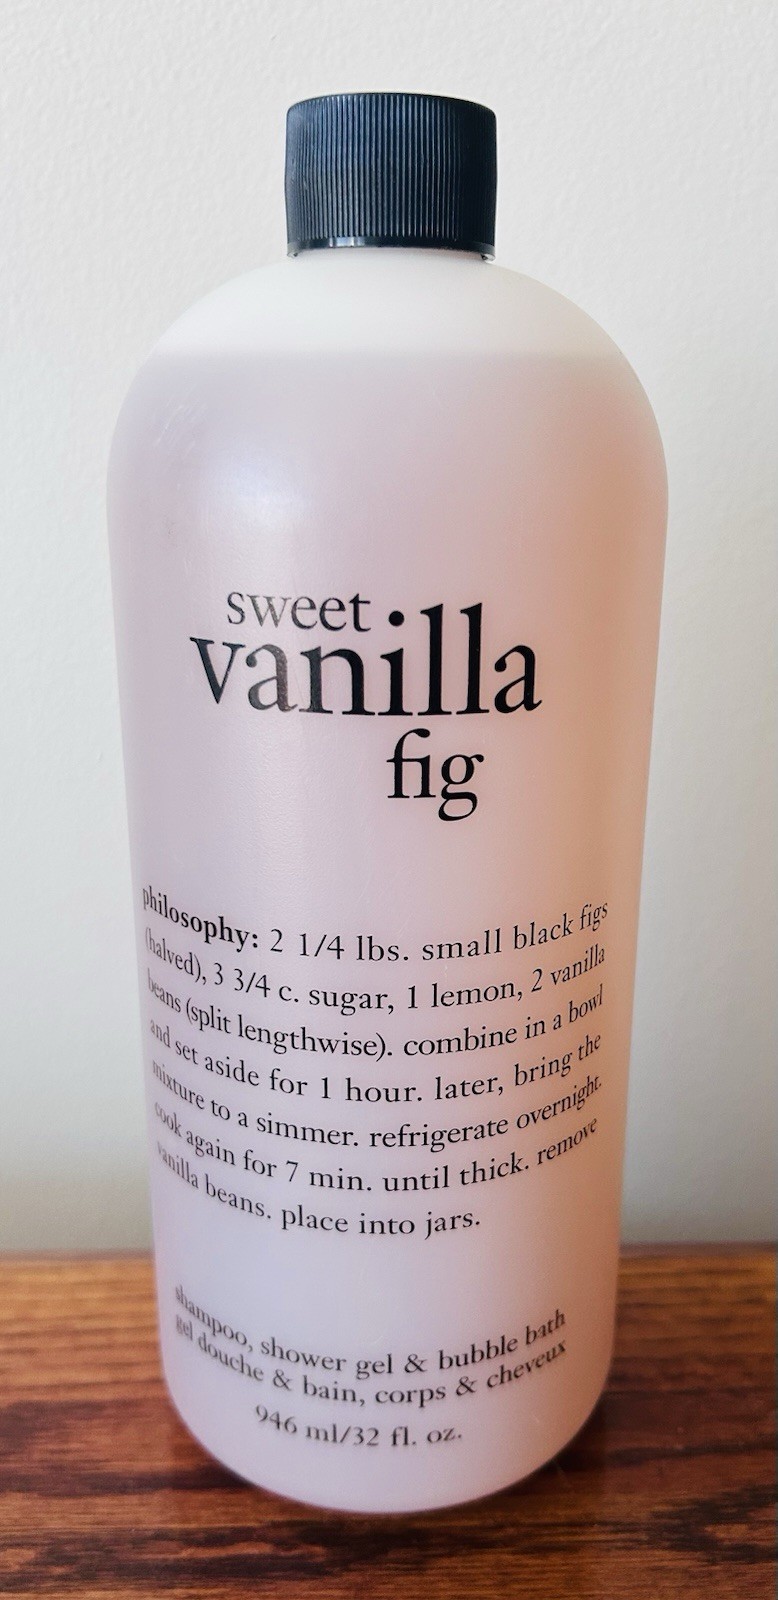 sweet
vanilla
fig
philosophy: 2 1/4 lbs. small black figs
(halved), 3 3/4 c. sugar, 1 lemon, 2 vanilla
beans (split lengthwise). combine in a bowl
and set aside for 1 hour. later, bring the
mixture to a simmer. refrigerate overnight.
cook again for 7 min. until thick. remove
vanilla beans. place into jars.
shampoo, shower gel & bubble bath
gel douche & bain, corps & cheveux
946 ml/32 fl. oz.